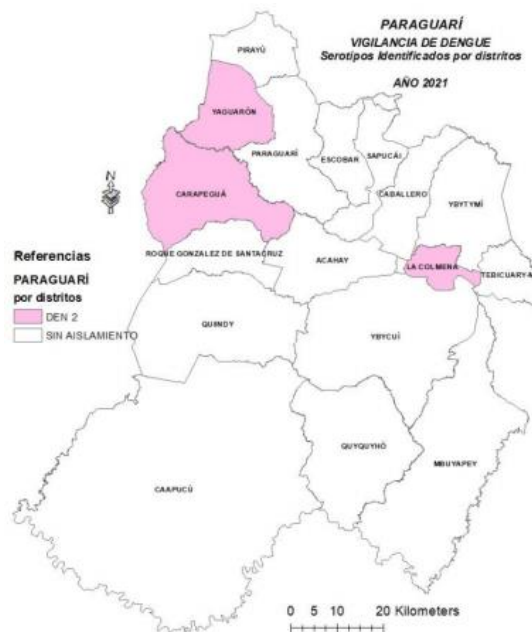 PARAGUARÍ
VIGILANCIA DE DENGUE
Serotipos Identificados por distritos
AÑO 2021
PIRAYÚ
YAGUARÓN
PARAGUARÍ
ESCOBAR
SAPUCÁI
CABALLERO
YBYTYMÍ
CARAPEGUÁ
ROQUE GONZALEZ DE SANTACRUZ
ACAHAY
LA COLMENA
TEBICUARY-MI
Referencias
PARAGUARÍ
por distritos
DEN 2
SIN AISLAMIENTO
QUIINDY
YBYCUÍ
CAAPUCÚ
QUYQUYHÓ
MBUYAPEY
0 5 10 20 Kilometers